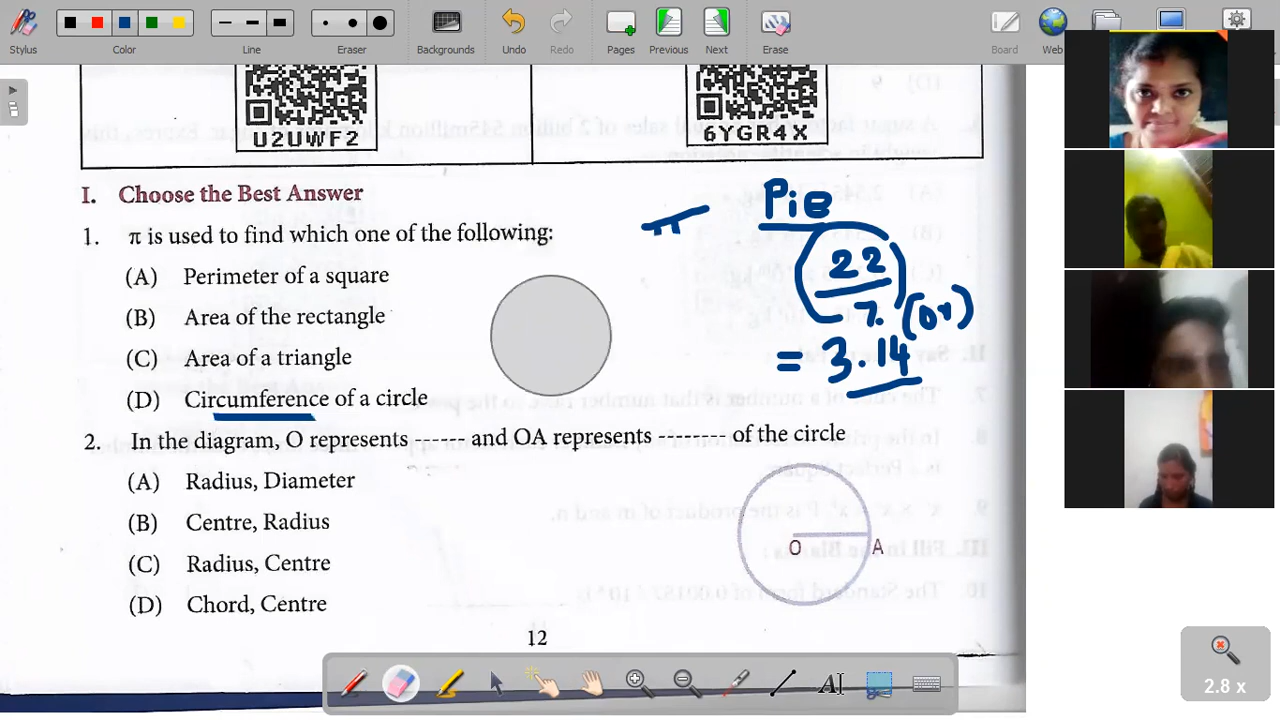 Stylus
Color
Line
Eraser
Backgrounds
Undo
Redo
Pages
Previous
Next
Erase
Board
Web
U2UWF2
6YGR4X
I. Choose the Best Answer
1. π is used to find which one of the following:
(A) Perimeter of a square
(B) Area of the rectangle
(C) Area of a triangle
(D) Circumference of a circle
π
Pie
22
7. (or)
= 3.14
2. In the diagram, O represents ------ and OA represents -------- of the circle
(A) Radius, Diameter
(B) Centre, Radius
(C) Radius, Centre
(D) Chord, Centre
O A
12
2.8 x